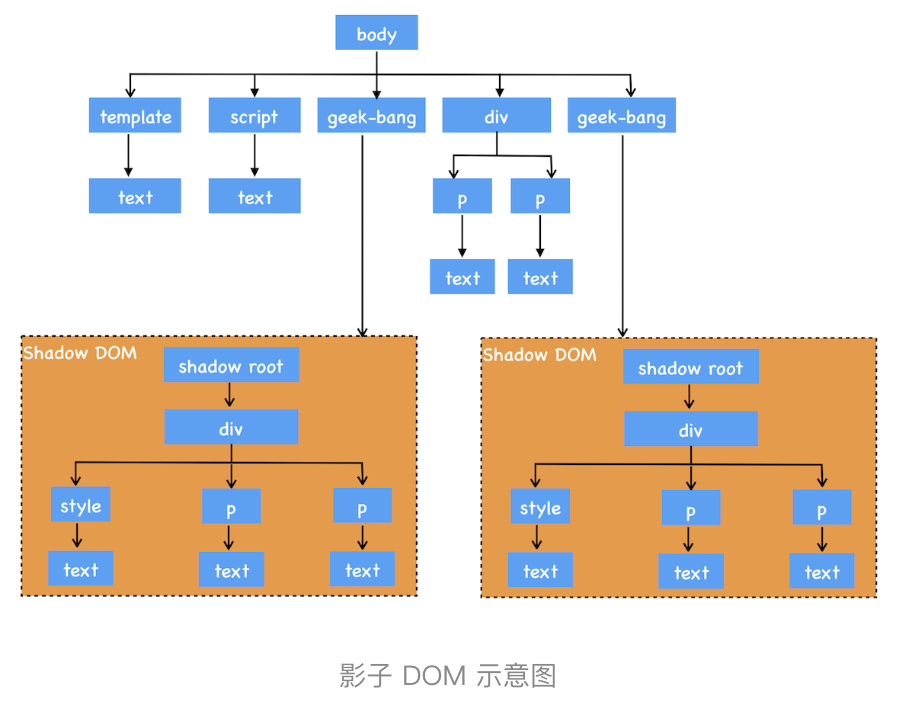 body
template
script
geek-bang
div
geek-bang
text
text
p
p
text
text
Shadow DOM
shadow root
div
style
p
p
text
text
text
Shadow DOM
shadow root
div
style
p
p
text
text
text
影子 DOM 示意图